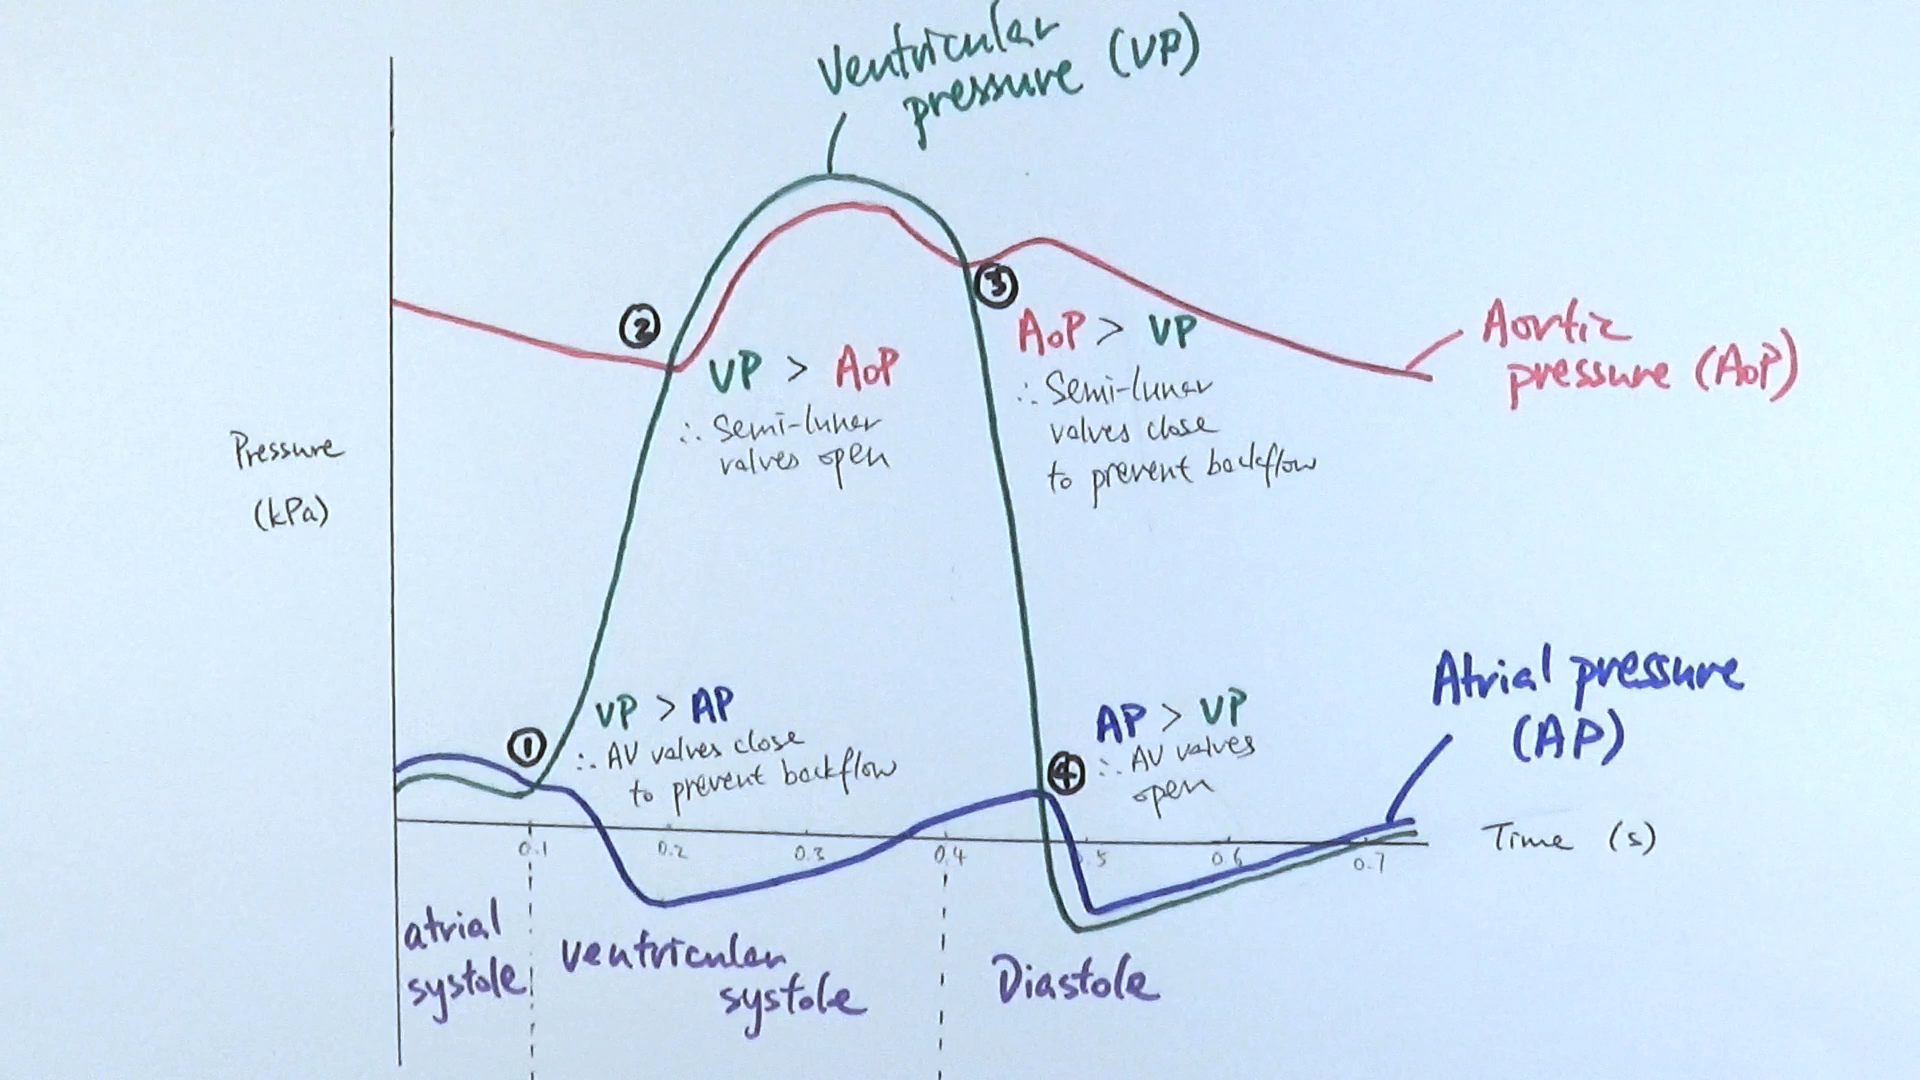 Ventricular
pressure (VP)
②
③
VP > AoP
∴ Semi-lunar
valves open
AoP > VP
∴ Semi-lunar
valves close
to prevent backflow
Aortic
pressure (AoP)
Pressure
(kPa)
①
VP > AP
∴ AV valves close
to prevent backflow
④
AP > VP
∴ AV valves
open
Atrial pressure
(AP)
0.1 0.2 0.3 0.4 5 0.6 0.7
Time (s)
atrial
systole
ventricular
systole
Diastole